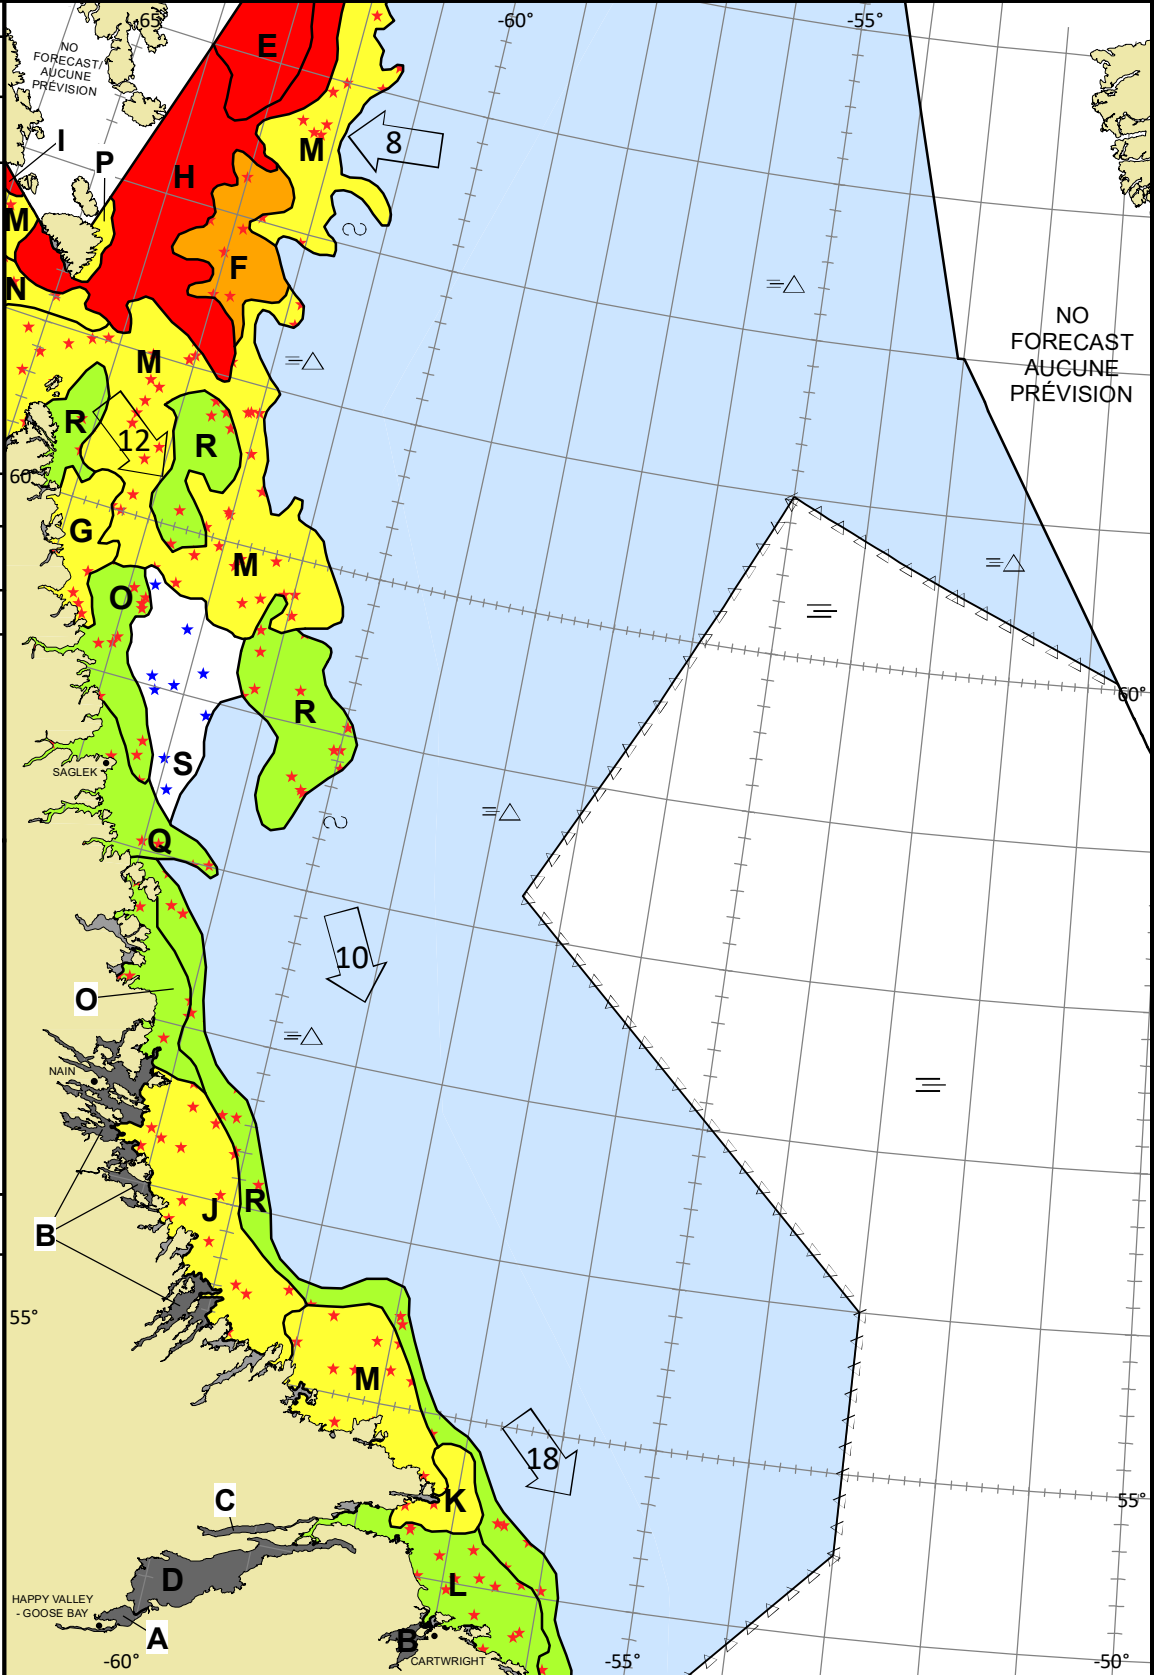 65°
-60°
-55°
NO
FORECAST/
AUCUNE
PRÉVISION
E
I
P
M
8
H
M
F
N
NO
FORECAST
AUCUNE
PRÉVISION
M
R
12
R
60°
G
M
O
60°
R
S
SAGLEK
Q
10
O
NAIN
J
R
B
55°
M
18
K
C
55°
D
L
HAPPY VALLEY
- GOOSE BAY
A
B
CARTWRIGHT
-60°
-55°
-50°